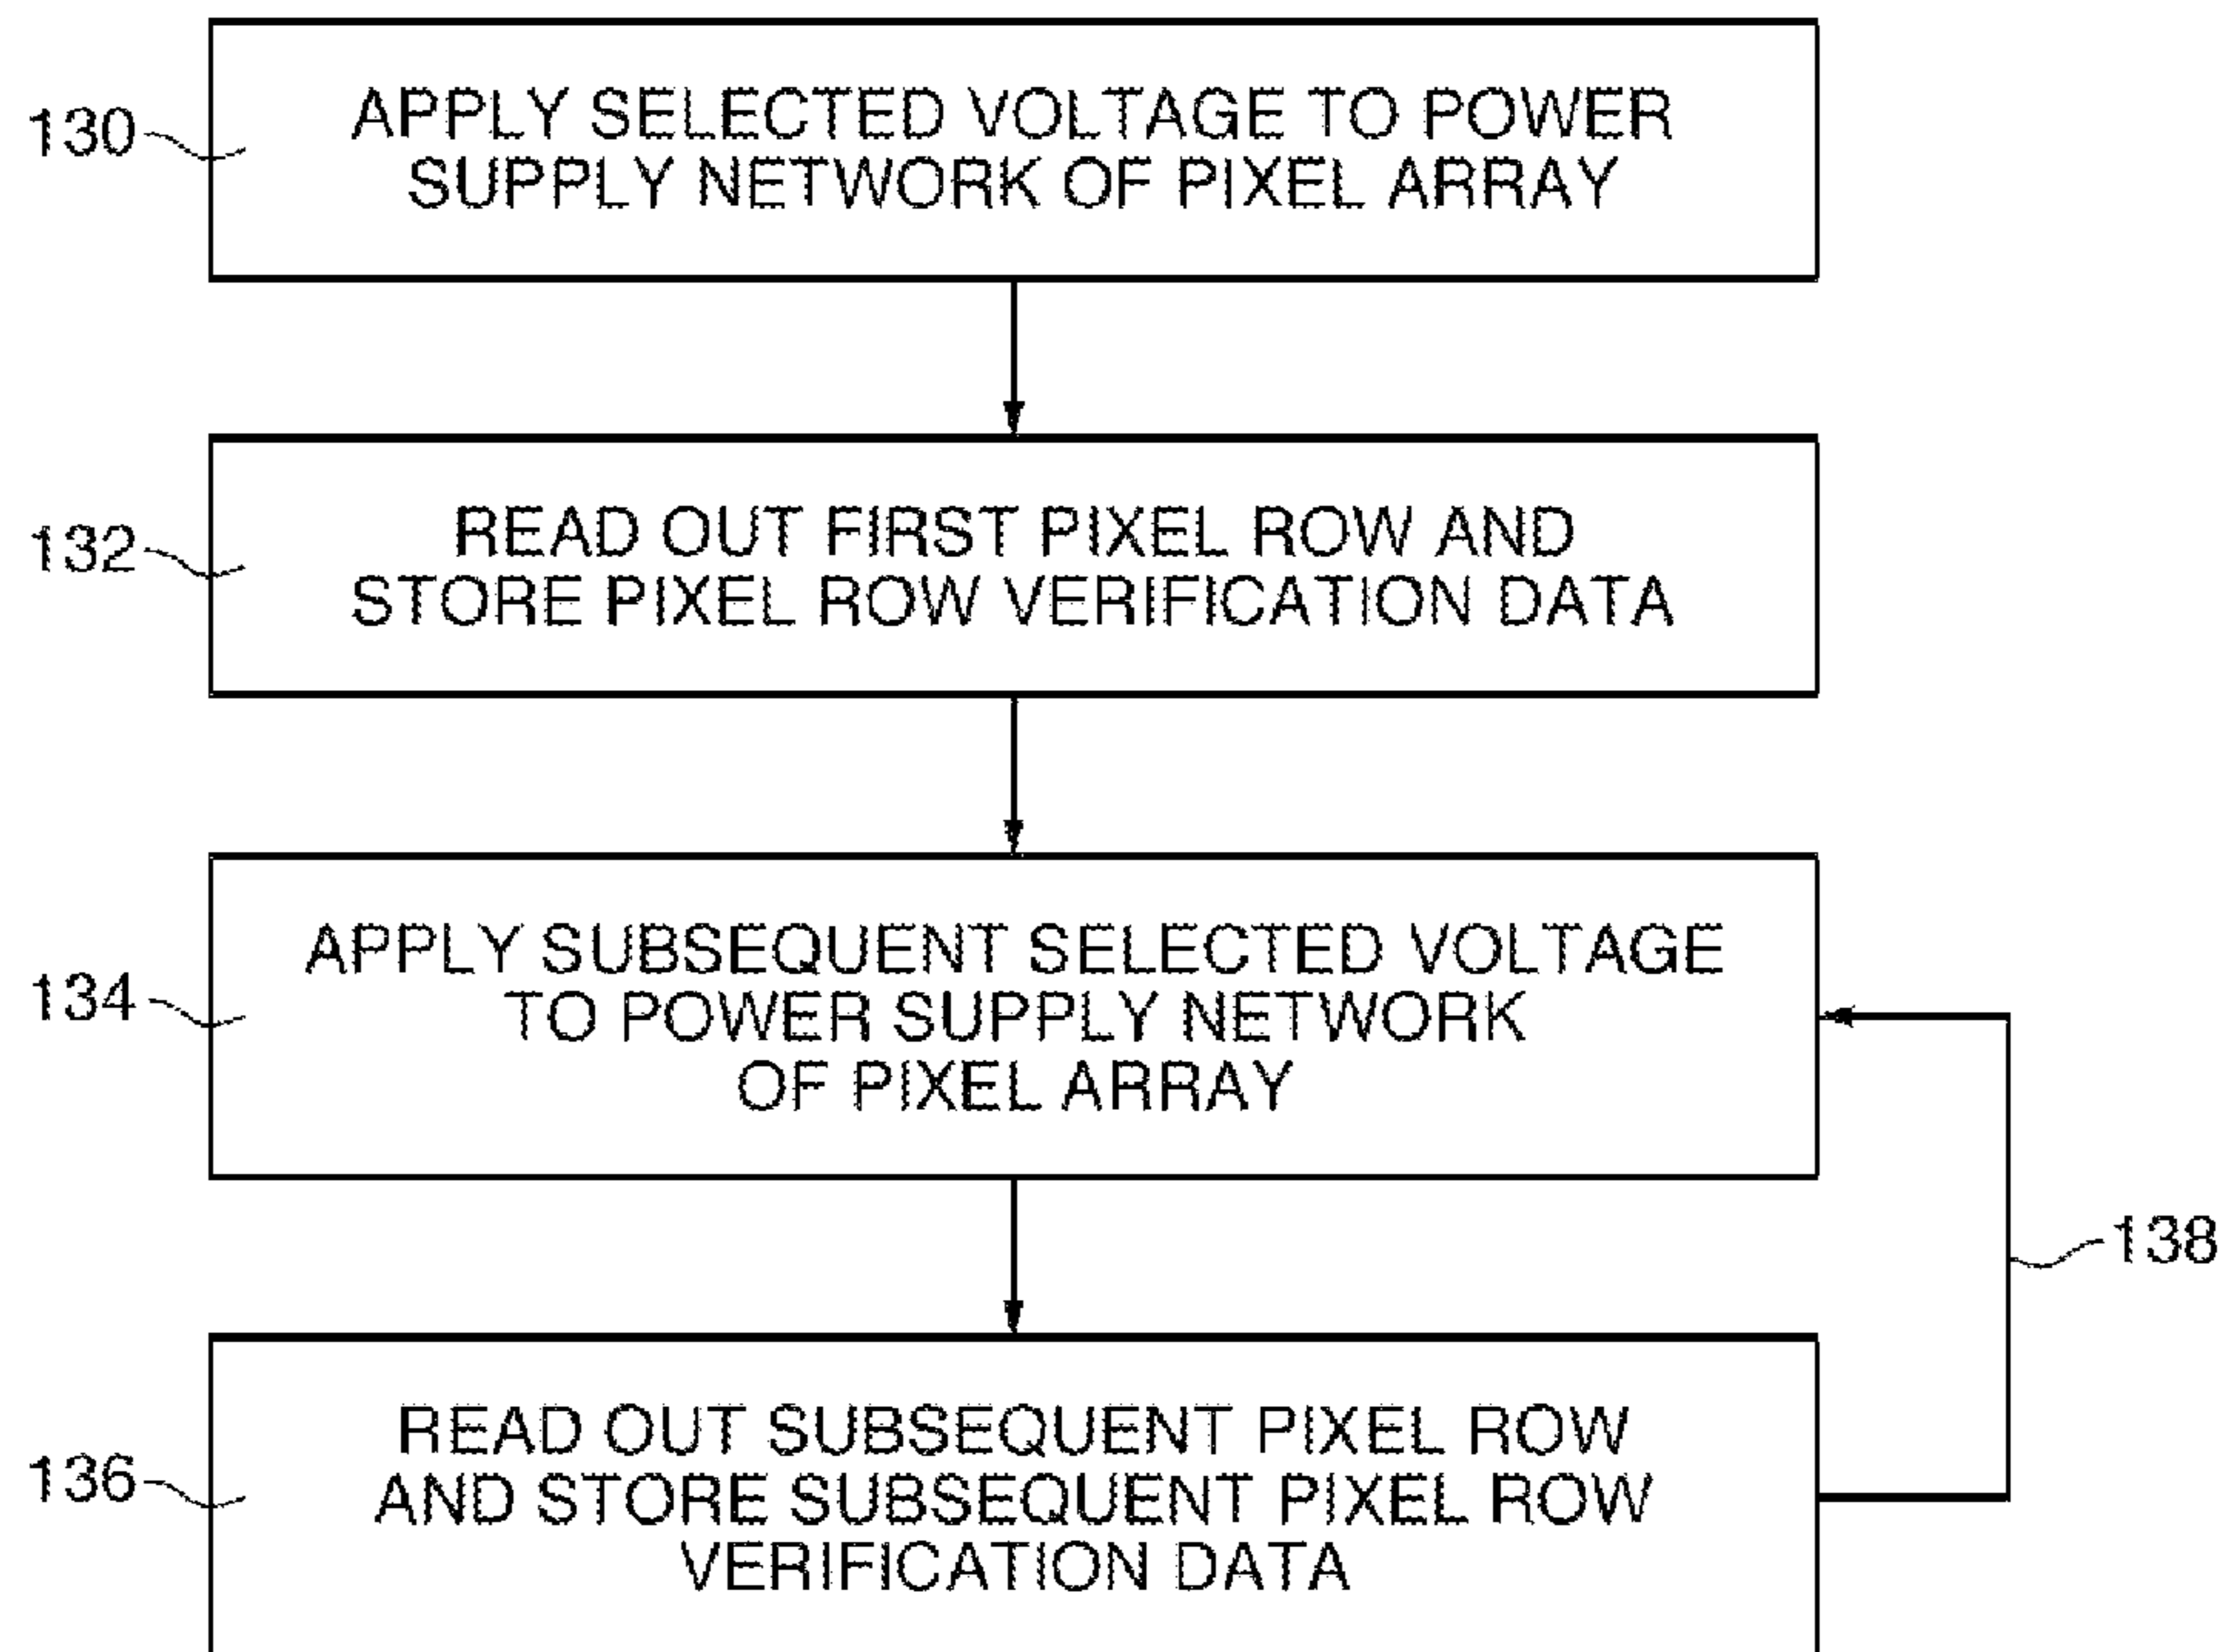 130
APPLY SELECTED VOLTAGE TO POWER
SUPPLY NETWORK OF PIXEL ARRAY
132
READ OUT FIRST PIXEL ROW AND
STORE PIXEL ROW VERIFICATION DATA
134
APPLY SUBSEQUENT SELECTED VOLTAGE
TO POWER SUPPLY NETWORK
OF PIXEL ARRAY
138
136
READ OUT SUBSEQUENT PIXEL ROW
AND STORE SUBSEQUENT PIXEL ROW
VERIFICATION DATA